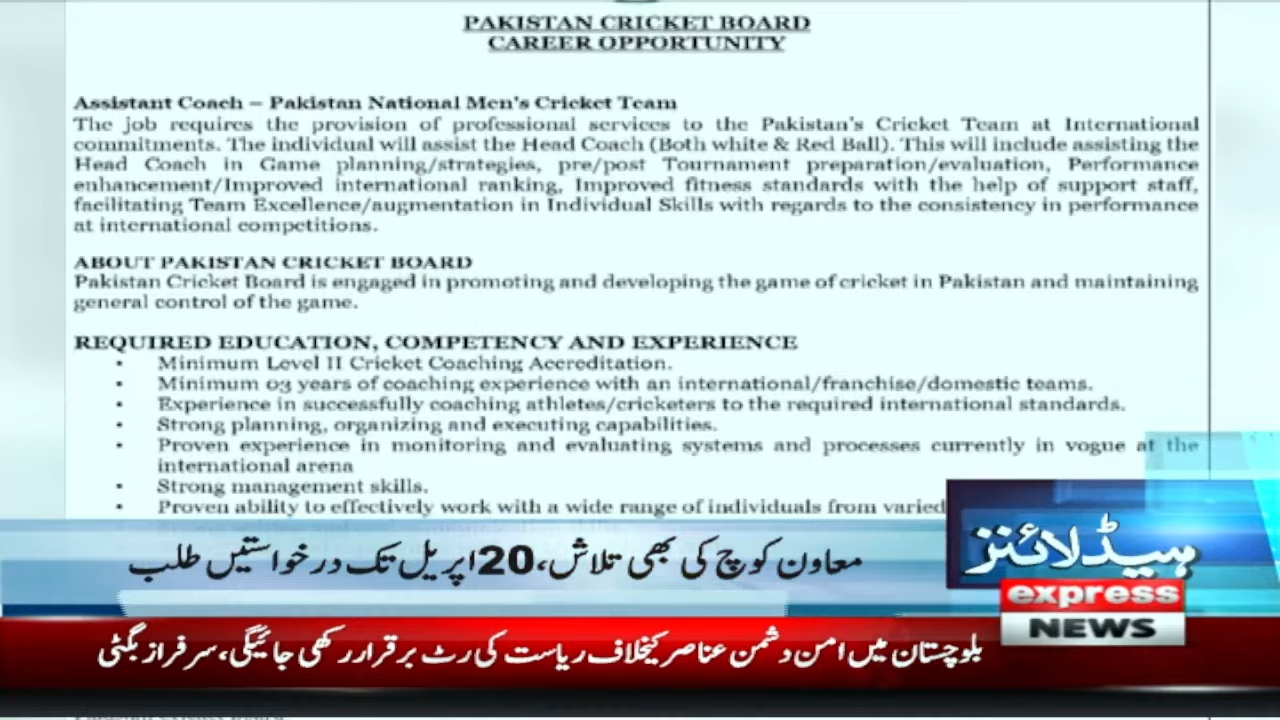 PAKISTAN CRICKET BOARD
CAREER OPPORTUNITY
Assistant Coach – Pakistan National Men's Cricket Team
The job requires the provision of professional services to the Pakistan's Cricket Team at International
commitments. The individual will assist the Head Coach (Both white & Red Ball). This will include assisting the
Head Coach in Game planning/strategies, pre/post Tournament preparation/evaluation, Performance
enhancement/Improved international ranking, Improved fitness standards with the help of support staff,
facilitating Team Excellence/augmentation in Individual Skills with regards to the consistency in performance
at international competitions.
ABOUT PAKISTAN CRICKET BOARD
Pakistan Cricket Board is engaged in promoting and developing the game of cricket in Pakistan and maintaining
general control of the game.
REQUIRED EDUCATION, COMPETENCY AND EXPERIENCE
• Minimum Level II Cricket Coaching Accreditation.
• Minimum 03 years of coaching experience with an international/franchise/domestic teams.
• Experience in successfully coaching athletes/cricketers to the required international standards.
• Strong planning, organizing and executing capabilities.
• Proven experience in monitoring and evaluating systems and processes currently in vogue at the
international arena
• Strong management skills.
• Proven ability to effectively work with a wide range of individuals from varied
معاون کوچ کی بھی تلاش، 20 اپریل تک درخواستیں طلب
ہیڈلائنز
express
NEWS
بلوچستان میں امن دشمن عناصر کیخلاف ریاست کی رٹ برقرار رکھی جائیگی، سرفراز بگٹی